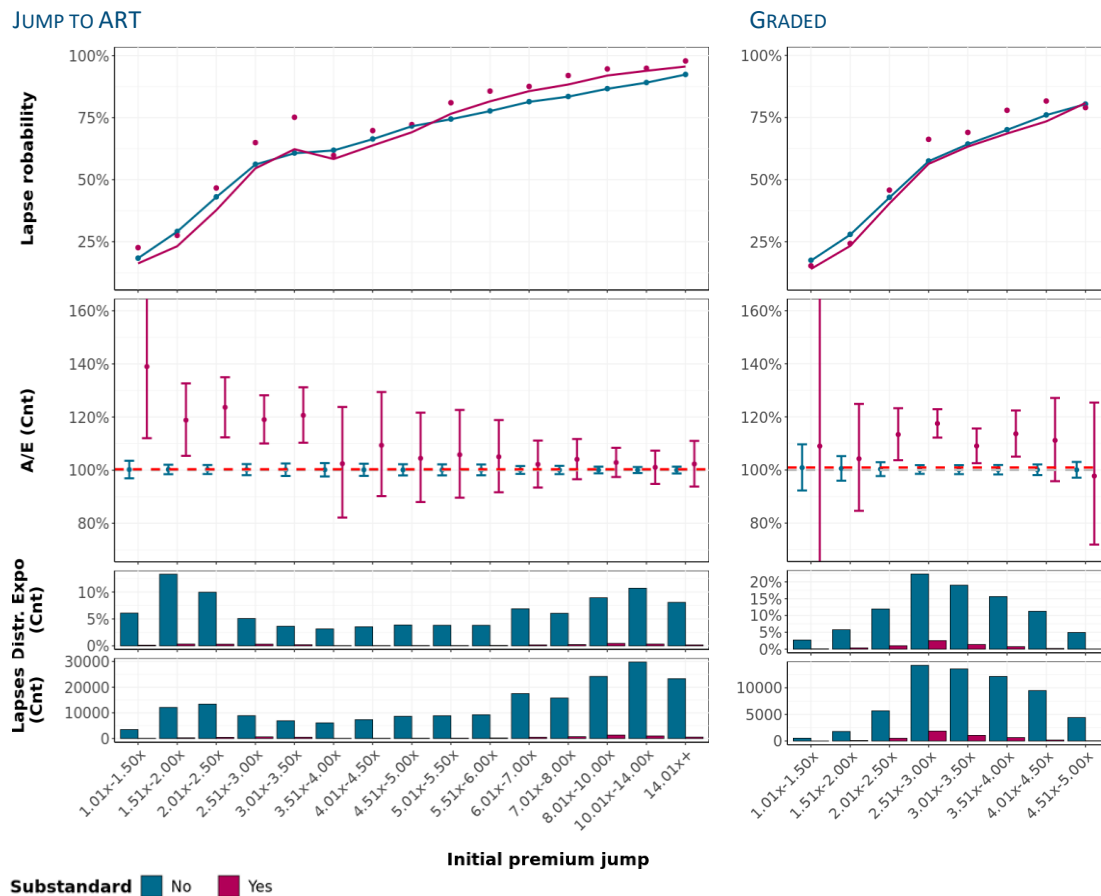 JUMP TO ART
GRADED
Lapse robability
100%
75%
50%
25%
100%
75%
50%
25%
A/E (Cnt)
160%
140%
120%
100%
80%
160%
140%
120%
100%
80%
Distr. Expo
(Cnt)
10%
5%
0%
20%
15%
10%
5%
0%
Lapses
(Cnt)
30000
20000
10000
0
10000
5000
0
1.01x-1.50x
1.51x-2.00x
2.01x-2.50x
2.51x-3.00x
3.01x-3.50x
3.51x-4.00x
4.01x-4.50x
4.51x-5.00x
5.01x-5.50x
5.51x-6.00x
6.01x-7.00x
7.01x-8.00x
8.01x-10.00x
10.01x-14.00x
14.01x+
1.01x-1.50x
1.51x-2.00x
2.01x-2.50x
2.51x-3.00x
3.01x-3.50x
3.51x-4.00x
4.01x-4.50x
4.51x-5.00x
Initial premium jump
Substandard No Yes